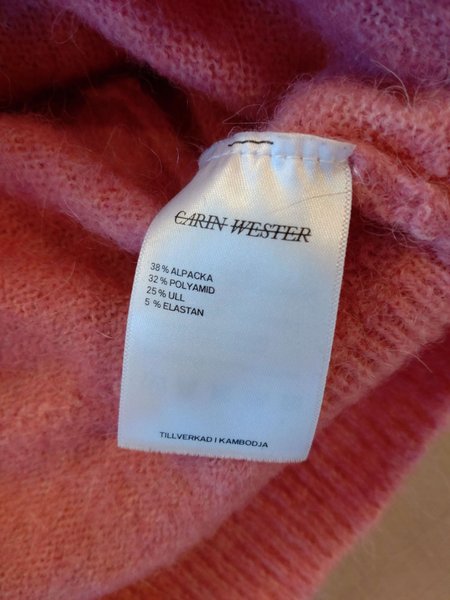 CARIN WESTER
38 % ALPACKA
32 % POLYAMID
25 % ULL
5 % ELASTAN
TILLVERKAD I KAMBODJA